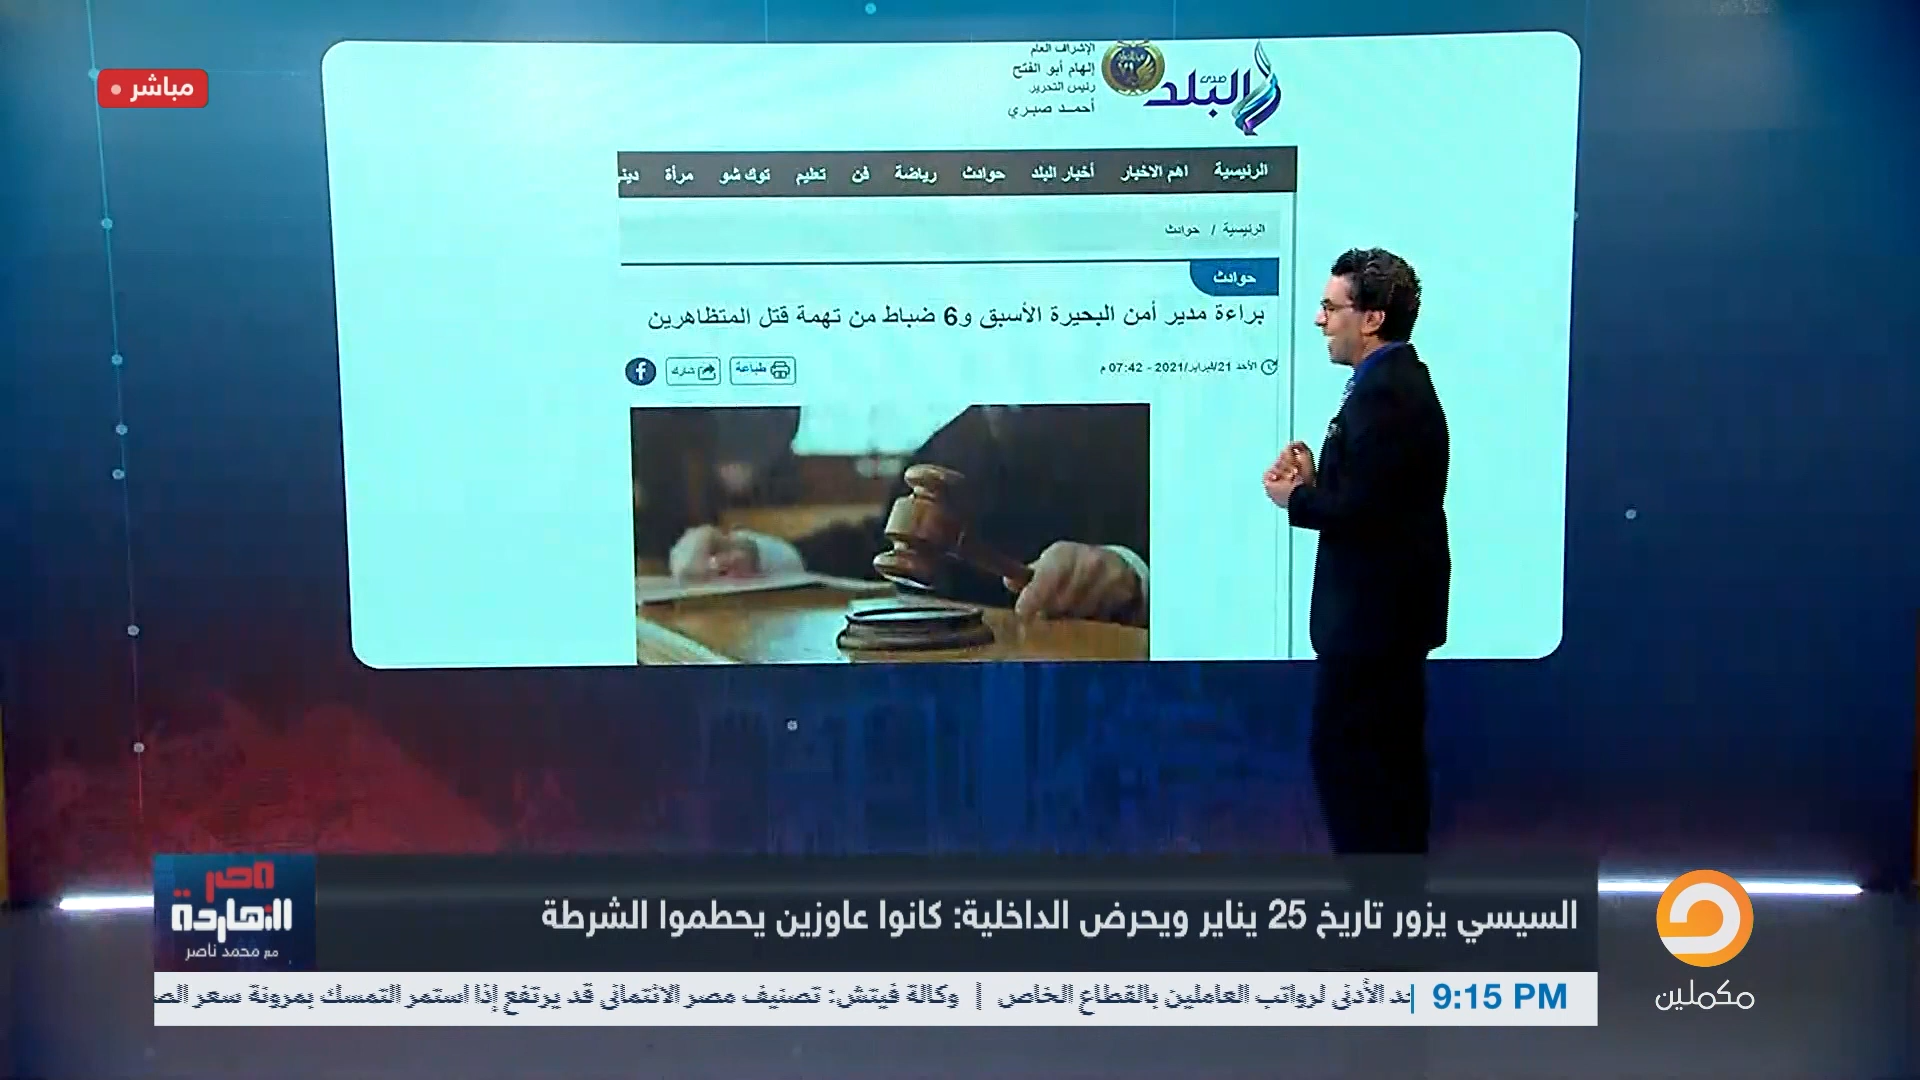 مباشر
الإشراف العام
إلهام أبو الفتح
رئيس التحرير
أحمد صبري
صدى البلد
الرئيسية اهم الاخبار أخبار البلد حوادث رياضة فن تعليم توك شو مرأة
الرئيسية / حوادث
حوادث
براءة مدير أمن البحيرة الأسبق و6 ضباط من تهمة قتل المتظاهرين
الأحد 21/فبراير/2021 - 07:42 م
طباعة
شارك
السيسي يزور تاريخ 25 يناير ويحرض الداخلية: كانوا عاوزين يحطموا الشرطة
مصر النهاردة
مع محمد ناصر
9:15 PM
الأدنى لرواتب العاملين بالقطاع الخاص | وكالة فيتش: تصنيف مصر الائتماني قد يرتفع إذا استمر التمسك بمرونة سعر
مكملين